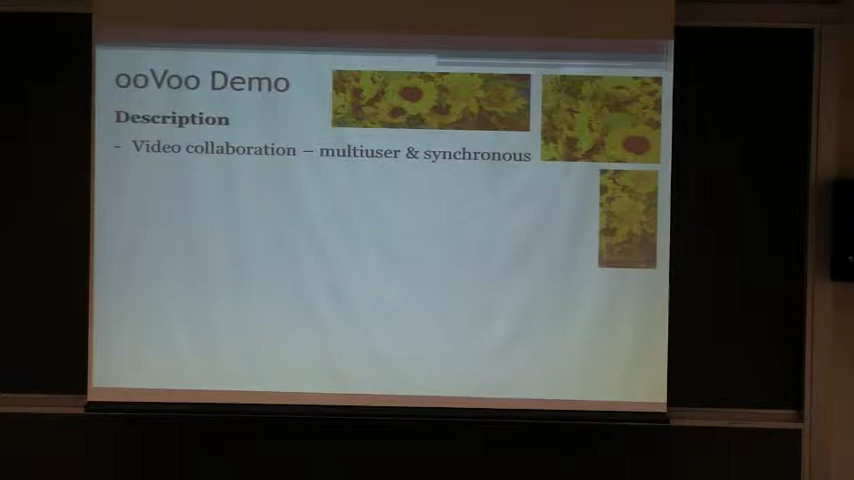 ooVoo Demo
Description
- Video collaboration – multiuser & synchronous